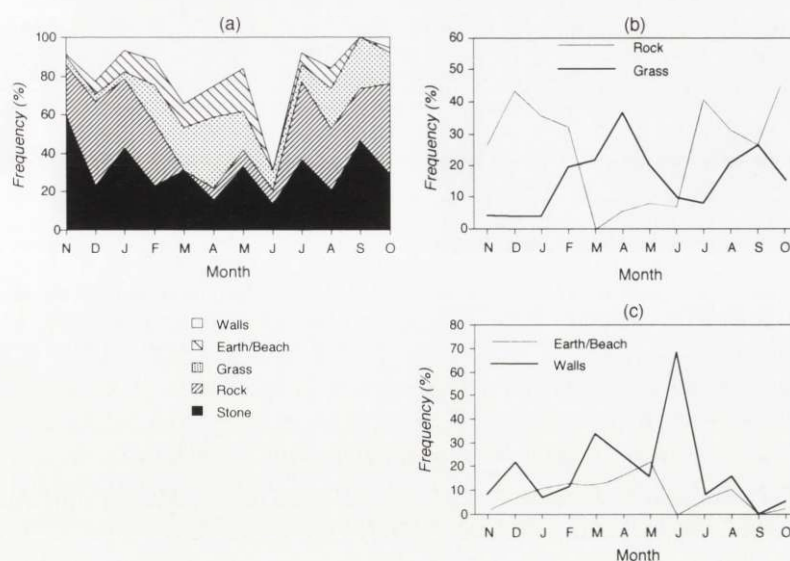 (a)
Frequency (%)
100
80
60
40
20
0
N D J F M A M J J A S O
Month
Walls
Earth/Beach
Grass
Rock
Stone
(b)
Frequency (%)
60
50
40
30
20
10
0
Rock
Grass
N D J F M A M J J A S O
Month
(c)
Frequency (%)
80
70
60
50
40
30
20
10
0
Earth/Beach
Walls
N D J F M A M J J A S O
Month